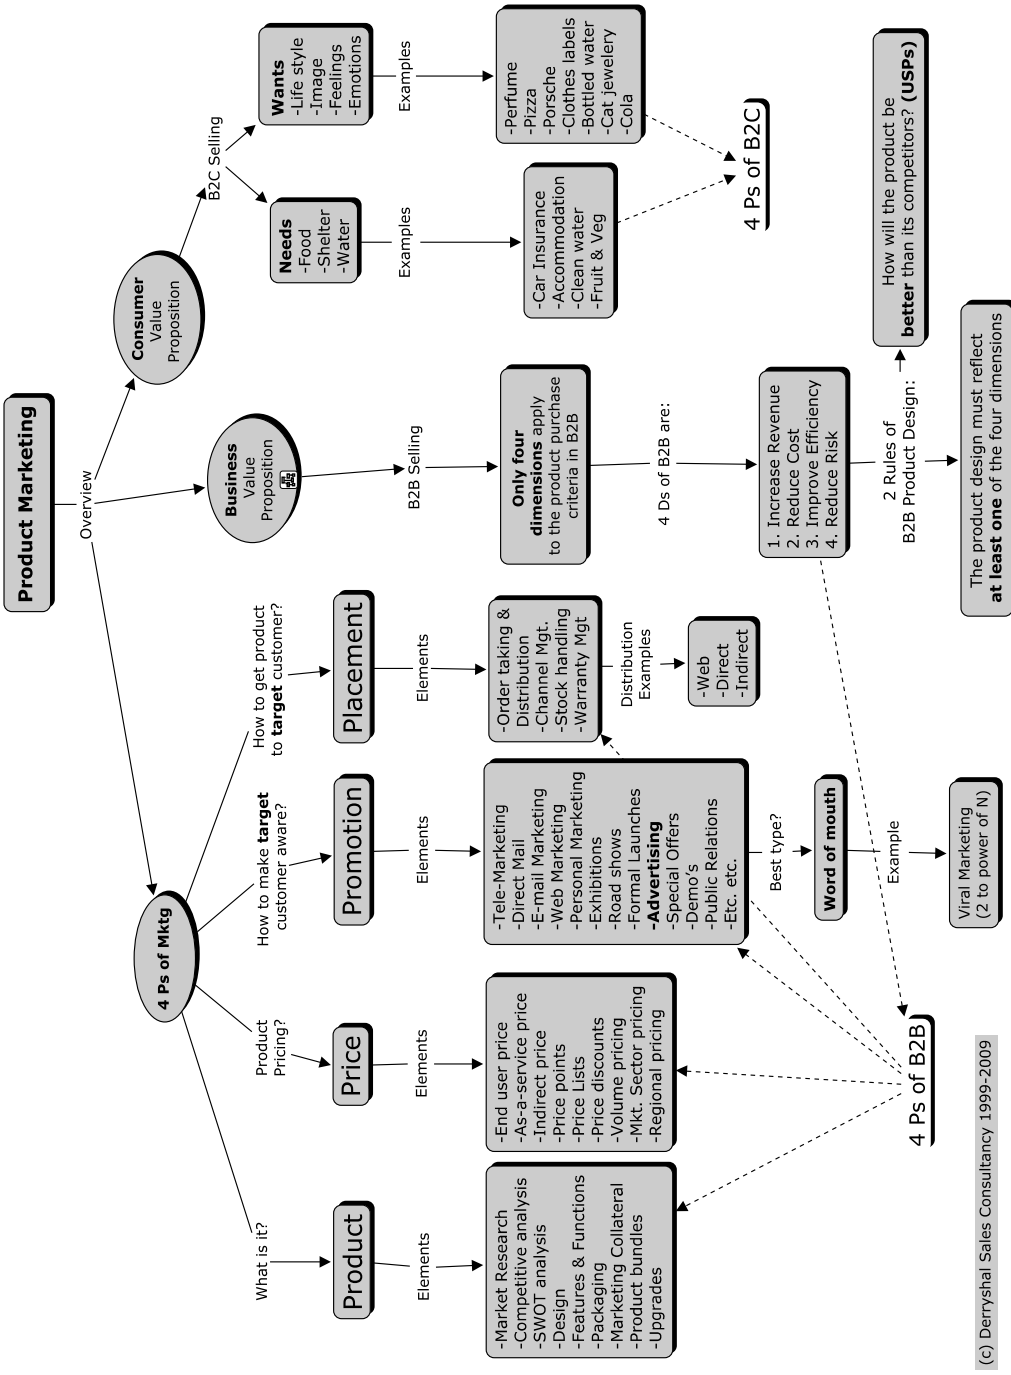 Product Marketing
Overview
4 Ps of Mktg
Business
Value
Proposition
Consumer
Value
Proposition
What is it?
Product
Pricing?
How to make target
customer aware?
How to get product
to target customer?
B2B Selling
B2C Selling
Product
Price
Promotion
Placement
Needs
-Food
-Shelter
-Water
Wants
-Life style
-Image
-Feelings
-Emotions
Elements
Elements
Elements
Elements
Examples
Examples
-Market Research
-Competitive analysis
-SWOT analysis
-Design
-Features & Functions
-Packaging
-Marketing Collateral
-Product bundles
-Upgrades
-End user price
-As-a-service price
-Indirect price
-Price points
-Price Lists
-Price discounts
-Volume pricing
-Mkt. Sector pricing
-Regional pricing
-Tele-Marketing
-Direct Mail
-E-mail Marketing
-Web Marketing
-Personal Marketing
-Exhibitions
-Road shows
-Formal Launches
-Advertising
-Special Offers
-Demo's
-Public Relations
-Etc. etc.
-Order taking &
Distribution
-Channel Mgt.
-Stock handling
-Warranty Mgt
Only four
dimensions apply
to the product purchase
criteria in B2B
-Car Insurance
-Accommodation
-Clean water
-Fruit & Veg
-Perfume
-Pizza
-Porsche
-Clothes labels
-Bottled water
-Cat jewelery
-Cola
Distribution
Examples
-Web
-Direct
-Indirect
4 Ds of B2B are:
1. Increase Revenue
2. Reduce Cost
3. Improve Efficiency
4. Reduce Risk
4 Ps of B2C
Best type?
Word of mouth
Example
Viral Marketing
(2 to power of N)
2 Rules of
B2B Product Design:
How will the product be
better than its competitors? (USPs)
The product design must reflect
at least one of the four dimensions
4 Ps of B2B
(c) Derryshal Sales Consultancy 1999-2009